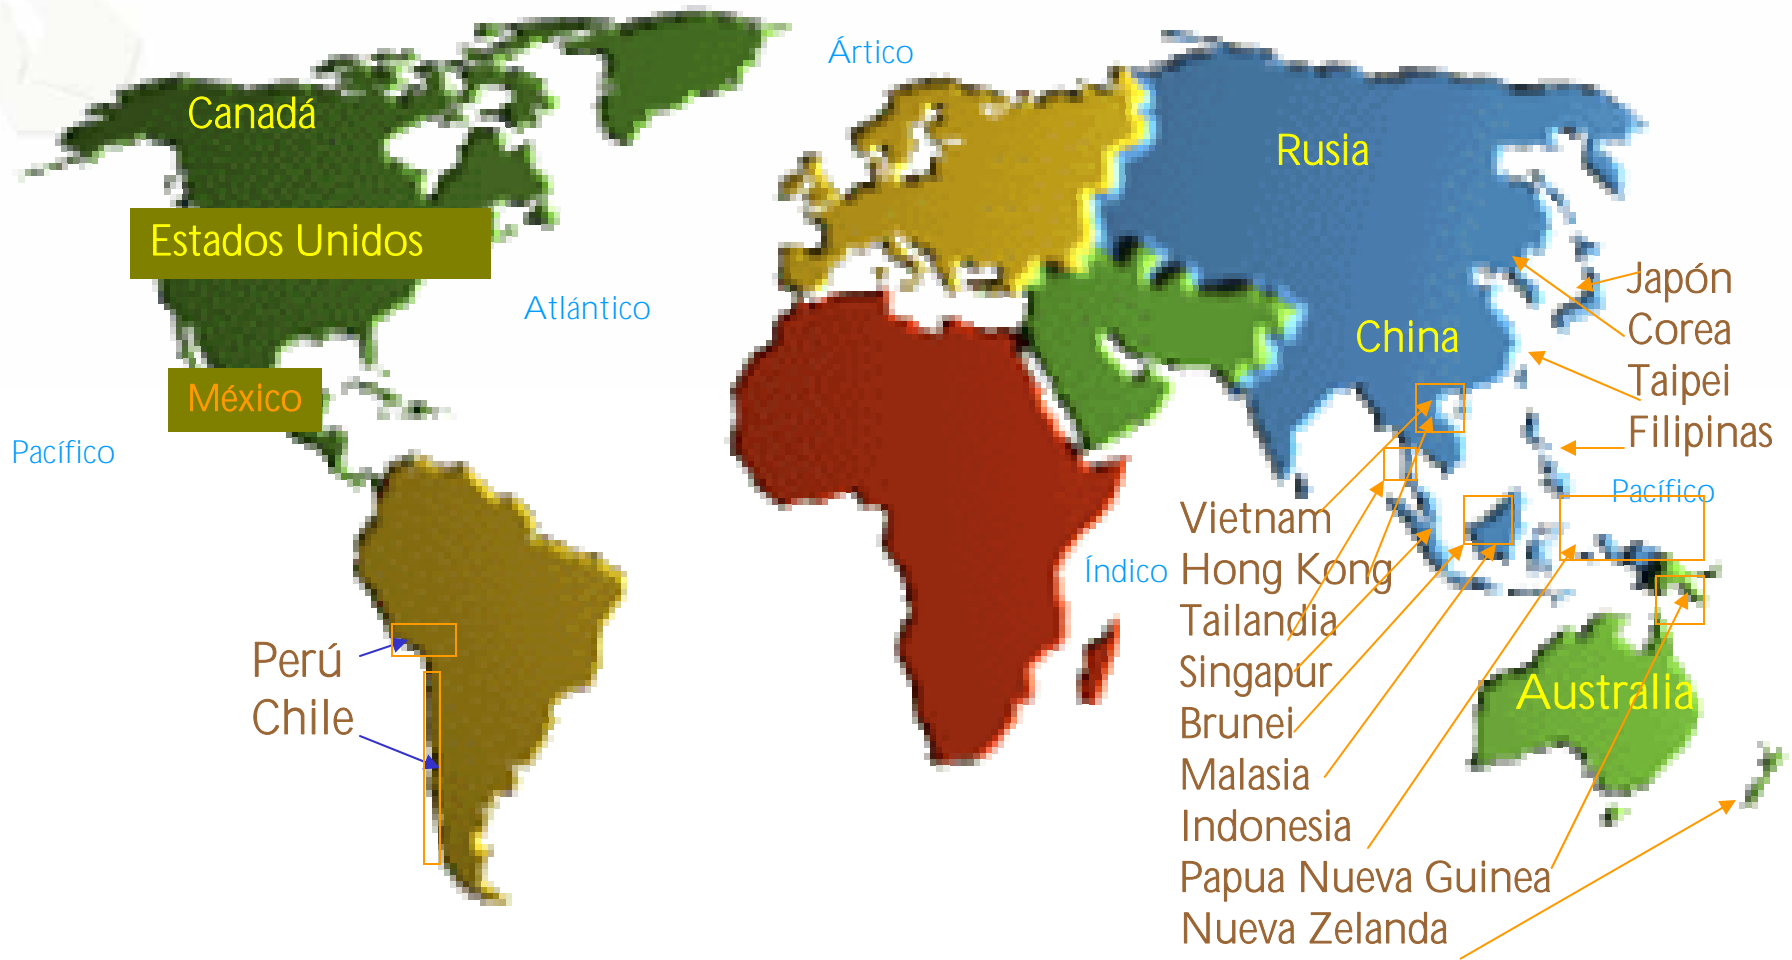 Ártico
Canadá
Rusia
Estados Unidos
Japón
Atlántico
Corea
China
Taipei
México
Filipinas
Pacífico
Pacífico
Vietnam
Índico
Hong Kong
Tailandia
Perú
Singapur
Australia
Chile
Brunei
Malasia
Indonesia
Papua Nueva Guinea
Nueva Zelanda